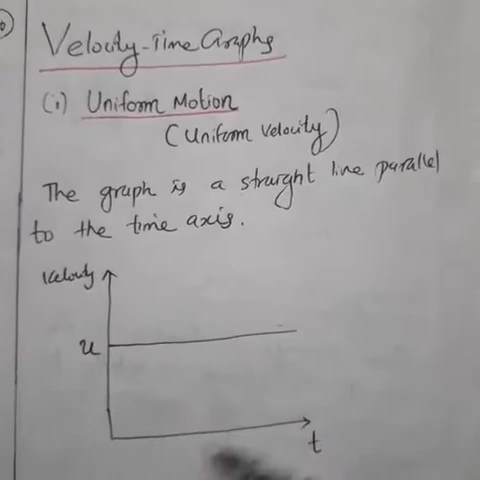 Velocity-Time Graphs
(i) Uniform Motion
(Uniform velocity)
The graph is a straight line parallel
to the time axis.
Velocity
u
t